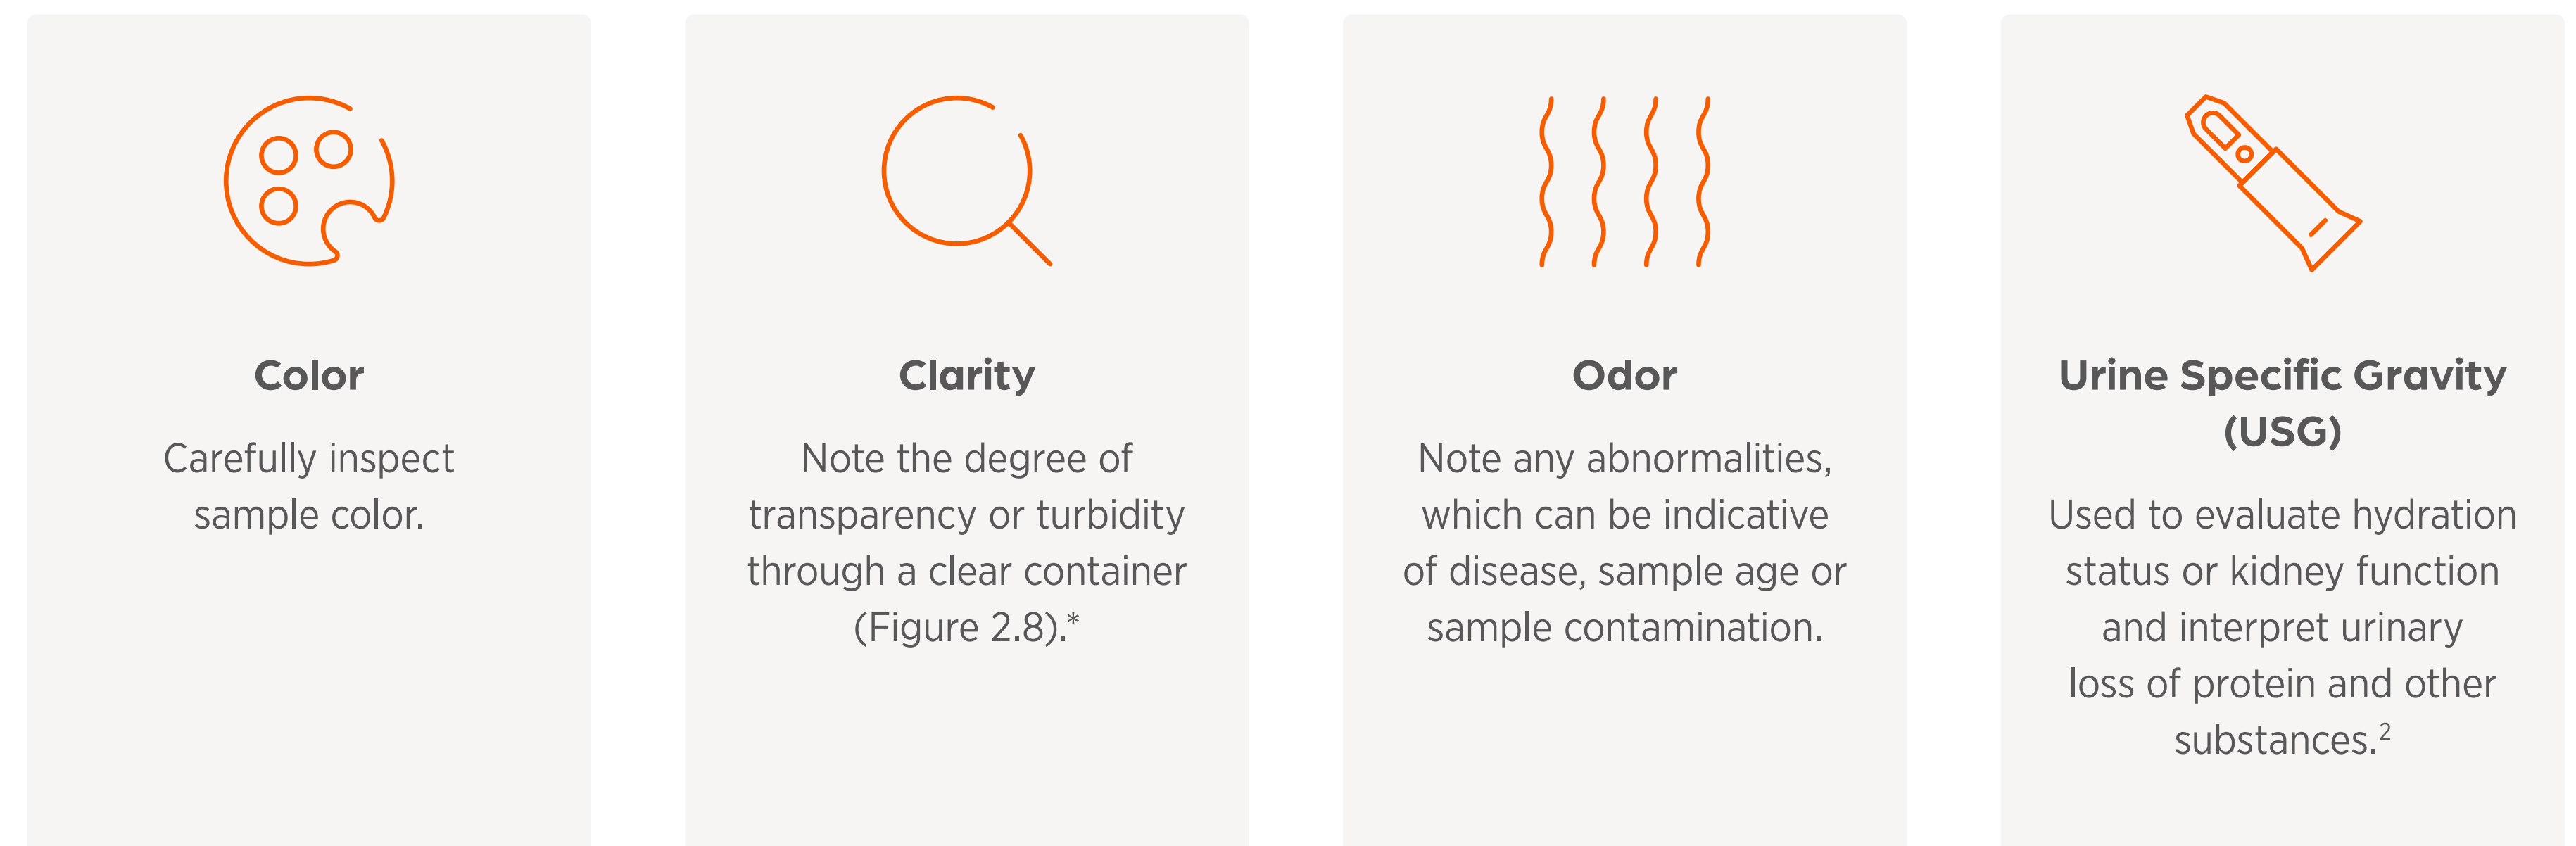 Color
Carefully inspect
sample color.
Clarity
Note the degree of
transparency or turbidity
through a clear container
(Figure 2.8).*
Odor
Note any abnormalities,
which can be indicative
of disease, sample age or
sample contamination.
Urine Specific Gravity
(USG)
Used to evaluate hydration
status or kidney function
and interpret urinary
loss of protein and other
substances.²